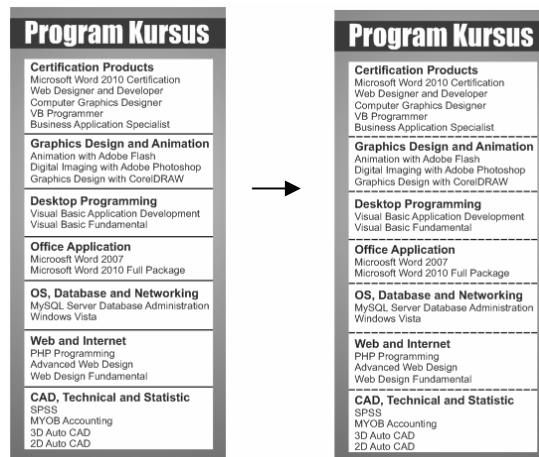 Program Kursus
Certification Products
Microsoft Word 2010 Certification
Web Designer and Developer
Computer Graphics Designer
VB Programmer
Business Application Specialist
Graphics Design and Animation
Animation with Adobe Flash
Digital Imaging with Adobe Photoshop
Graphics Design with CorelDRAW
Desktop Programming
Visual Basic Application Development
Visual Basic Fundamental
Office Application
Microosft Word 2007
Microsoft Word 2010 Full Package
OS, Database and Networking
MySQL Server Database Administration
Windows Vista
Web and Internet
PHP Programming
Advanced Web Design
Web Design Fundamental
CAD, Technical and Statistic
SPSS
MYOB Accounting
3D Auto CAD
2D Auto CAD
Program Kursus
Certification Products
Microsoft Word 2010 Certification
Web Designer and Developer
Computer Graphics Designer
VB Programmer
Business Application Specialist
Graphics Design and Animation
Animation with Adobe Flash
Digital Imaging with Adobe Photoshop
Graphics Design with CorelDRAW
Desktop Programming
Visual Basic Application Development
Visual Basic Fundamental
Office Application
Microosft Word 2007
Microsoft Word 2010 Full Package
OS, Database and Networking
MySQL Server Database Administration
Windows Vista
Web and Internet
PHP Programming
Advanced Web Design
Web Design Fundamental
CAD, Technical and Statistic
SPSS
MYOB Accounting
3D Auto CAD
2D Auto CAD